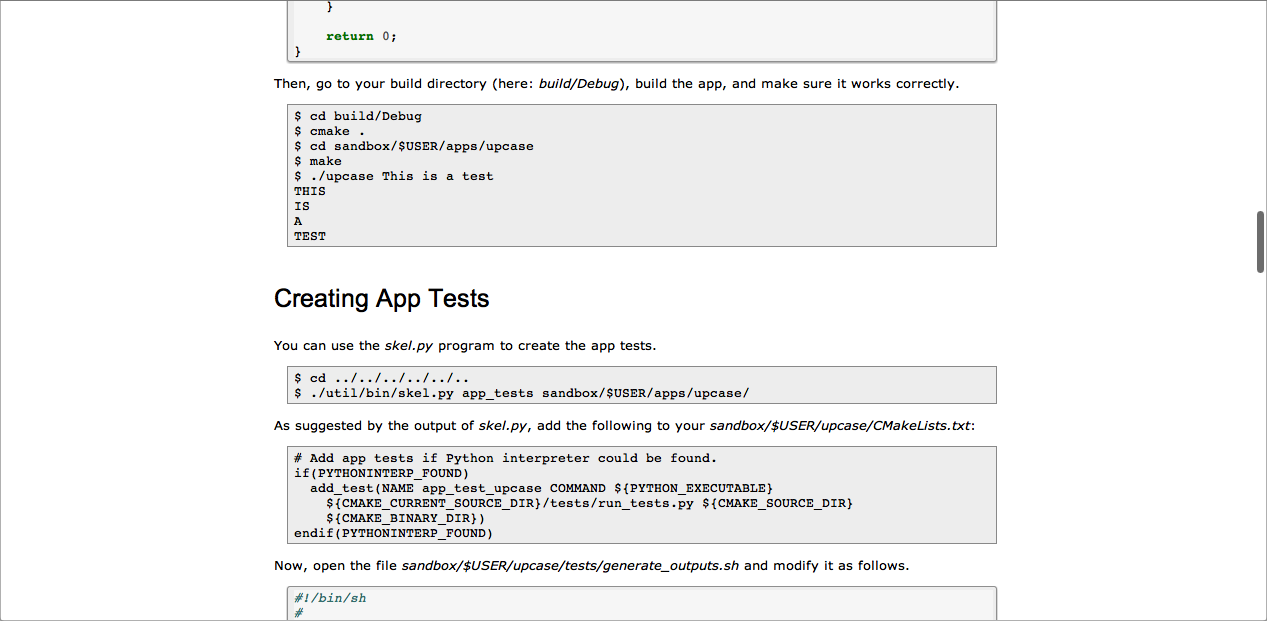 }
return 0;
}
Then, go to your build directory (here: build/Debug), build the app, and make sure it works correctly.
$ cd build/Debug
$ cmake .
$ cd sandbox/$USER/apps/upcase
$ make
$ ./upcase This is a test
THIS
IS
A
TEST
Creating App Tests
You can use the skel.py program to create the app tests.
$ cd ../../../../../..
$ ./util/bin/skel.py app_tests sandbox/$USER/apps/upcase/
As suggested by the output of skel.py, add the following to your sandbox/$USER/upcase/CMakeLists.txt:
# Add app tests if Python interpreter could be found.
if(PYTHONINTERP_FOUND)
  add_test(NAME app_test_upcase COMMAND ${PYTHON_EXECUTABLE}
    ${CMAKE_CURRENT_SOURCE_DIR}/tests/run_tests.py ${CMAKE_SOURCE_DIR}
    ${CMAKE_BINARY_DIR})
endif(PYTHONINTERP_FOUND)
Now, open the file sandbox/$USER/upcase/tests/generate_outputs.sh and modify it as follows.
#!/bin/sh
#